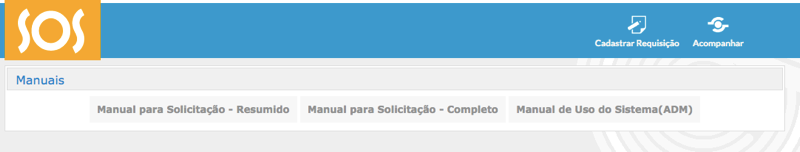 SOS
Cadastrar Requisição
Acompanhar
Manuais
Manual para Solicitação - Resumido
Manual para Solicitação - Completo
Manual de Uso do Sistema(ADM)